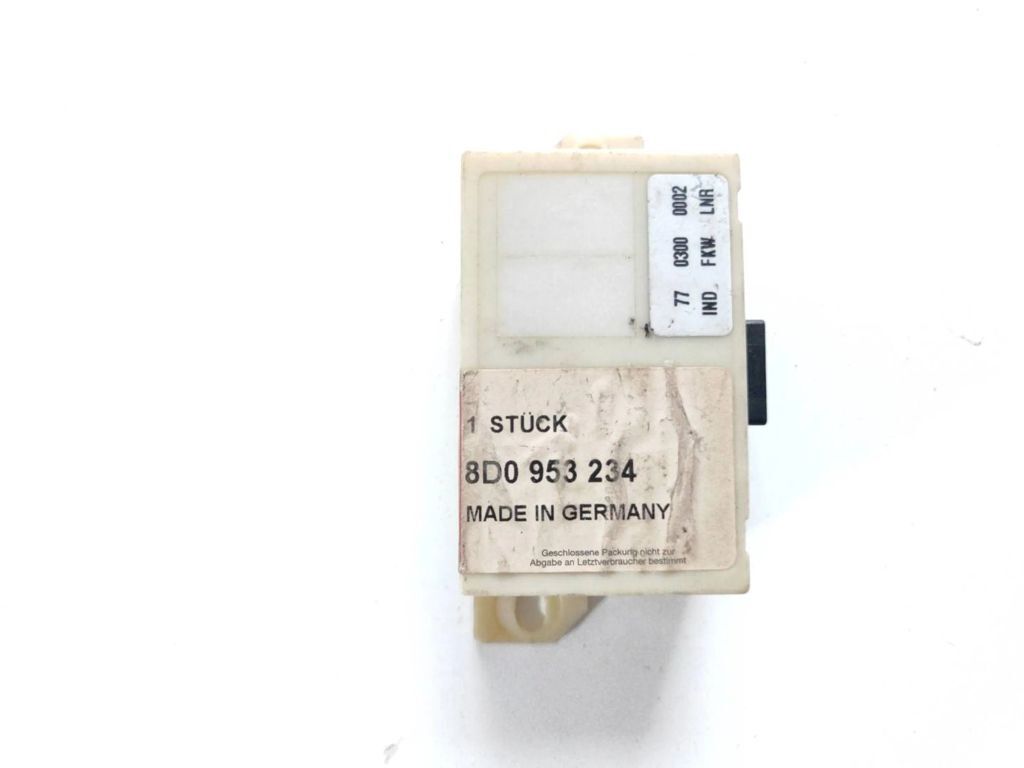 77 0300 0002
IND FKW LNR
1 STÜCK
8D0 953 234
MADE IN GERMANY
Geschlossene Packung nicht zur
Abgabe an Letztverbraucher bestimmt